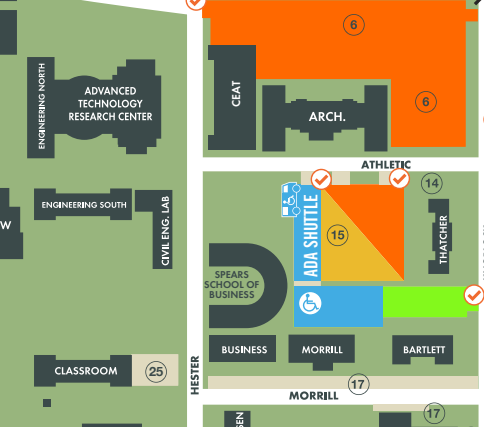 6
6
ENGINEERING NORTH
ADVANCED
TECHNOLOGY
RESEARCH CENTER
CEAT
ARCH.
ATHLETIC
14
ENGINEERING SOUTH
CIVIL ENG. LAB
W
ADA SHUTTLE
15
THATCHER
SPEARS
SCHOOL OF
BUSINESS
BUSINESS
MORRILL
BARTLETT
CLASSROOM
25
HESTER
17
MORRILL
17
SEN